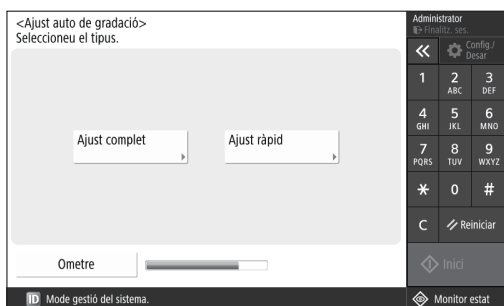 <Ajust auto de gradació>
Seleccioneu el tipus.
Ajust complet
Ajust ràpid
Ometre
ID Mode gestió del sistema.
Administrator
Finalitz. ses.
Config./
Desar
1
2
ABC
3
DEF
4
GHI
5
JKL
6
MNO
7
PQRS
8
TUV
9
WXYZ
0
#
C
Reiniciar
Inici
Monitor estat